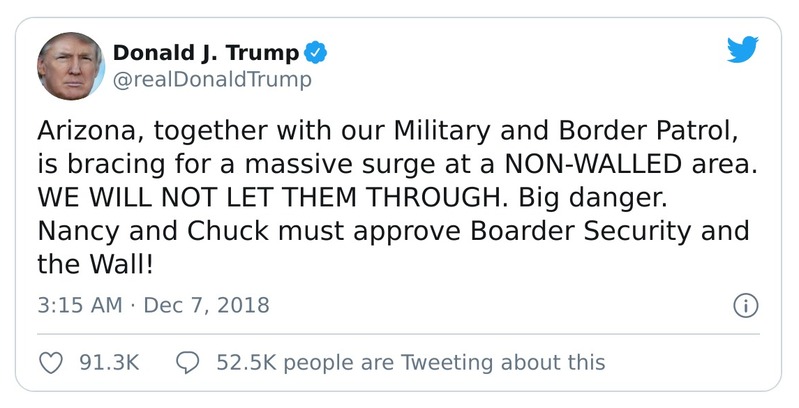 Donald J. Trump
@realDonaldTrump
Arizona, together with our Military and Border Patrol,
is bracing for a massive surge at a NON-WALLED area.
WE WILL NOT LET THEM THROUGH. Big danger.
Nancy and Chuck must approve Boarder Security and
the Wall!
3:15 AM · Dec 7, 2018
91.3K 52.5K people are Tweeting about this